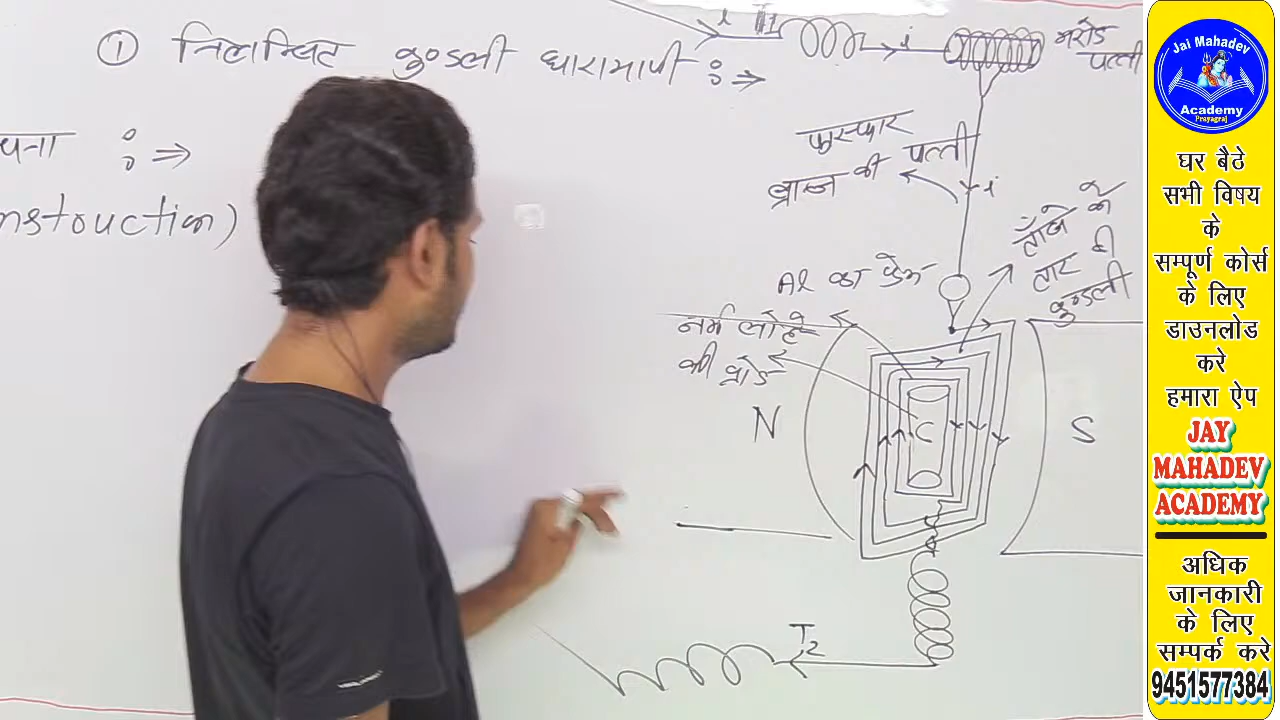 ① निलम्बित कुण्डली धारामापी :⇒
चना :⇒
nstouction)
i T1
i
मरोड
पत्ती
फास्फर
ब्रान्ज की पत्ती
i
ताँबे के
तार की
कुण्डली
Al का फ्रेम
नर्म लोहे
की क्रोड
N
C
S
T2
Jai Mahadev
Academy
Prayagraj
घर बैठे
सभी विषय
के
सम्पूर्ण कोर्स
के लिए
डाउनलोड
करे
हमारा ऐप
JAY
MAHADEV
ACADEMY
अधिक
जानकारी
के लिए
सम्पर्क करे
9451577384